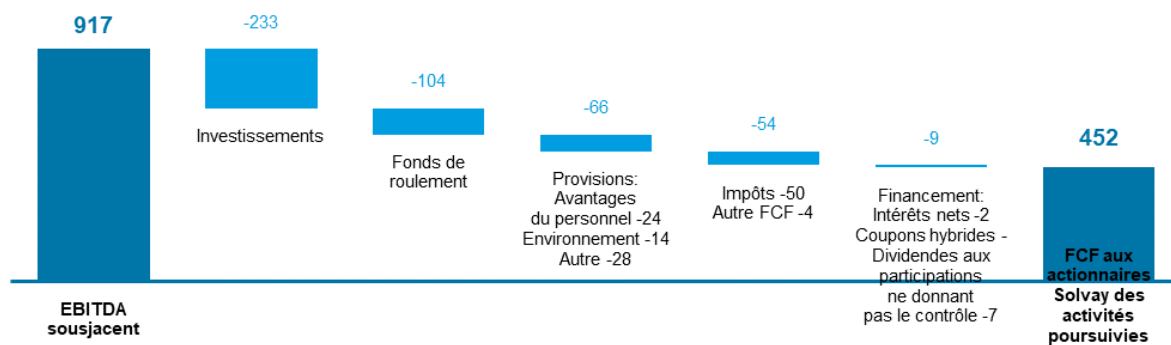 917
-233
-104
-66
-54
-9
452
Investissements
Fonds de
roulement
Provisions:
Avantages
du personnel -24
Environnement -14
Autre -28
Impôts -50
Autre FCF -4
Financement:
Intérêts nets -2
Coupons hybrides -
Dividendes aux
participations
ne donnant
pas le contrôle -7
EBITDA
sousjacent
FCF aux
actionnaires
Solvay des
activités
poursuivies